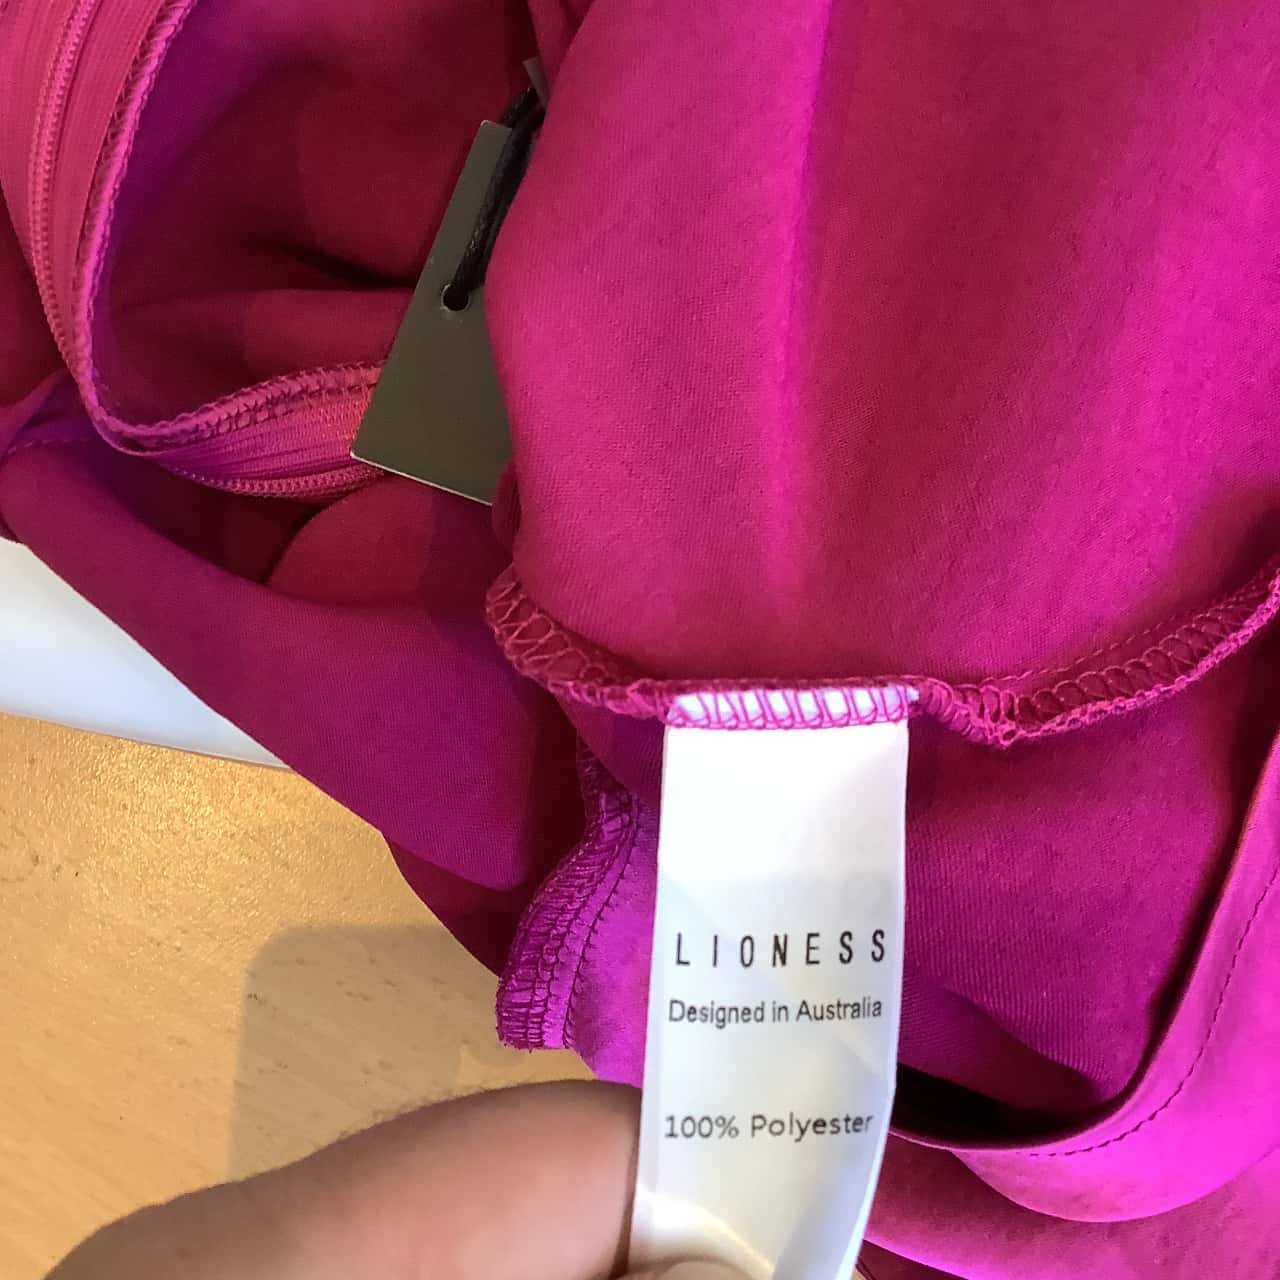 LIONESS
Designed in Australia
100% Polyester